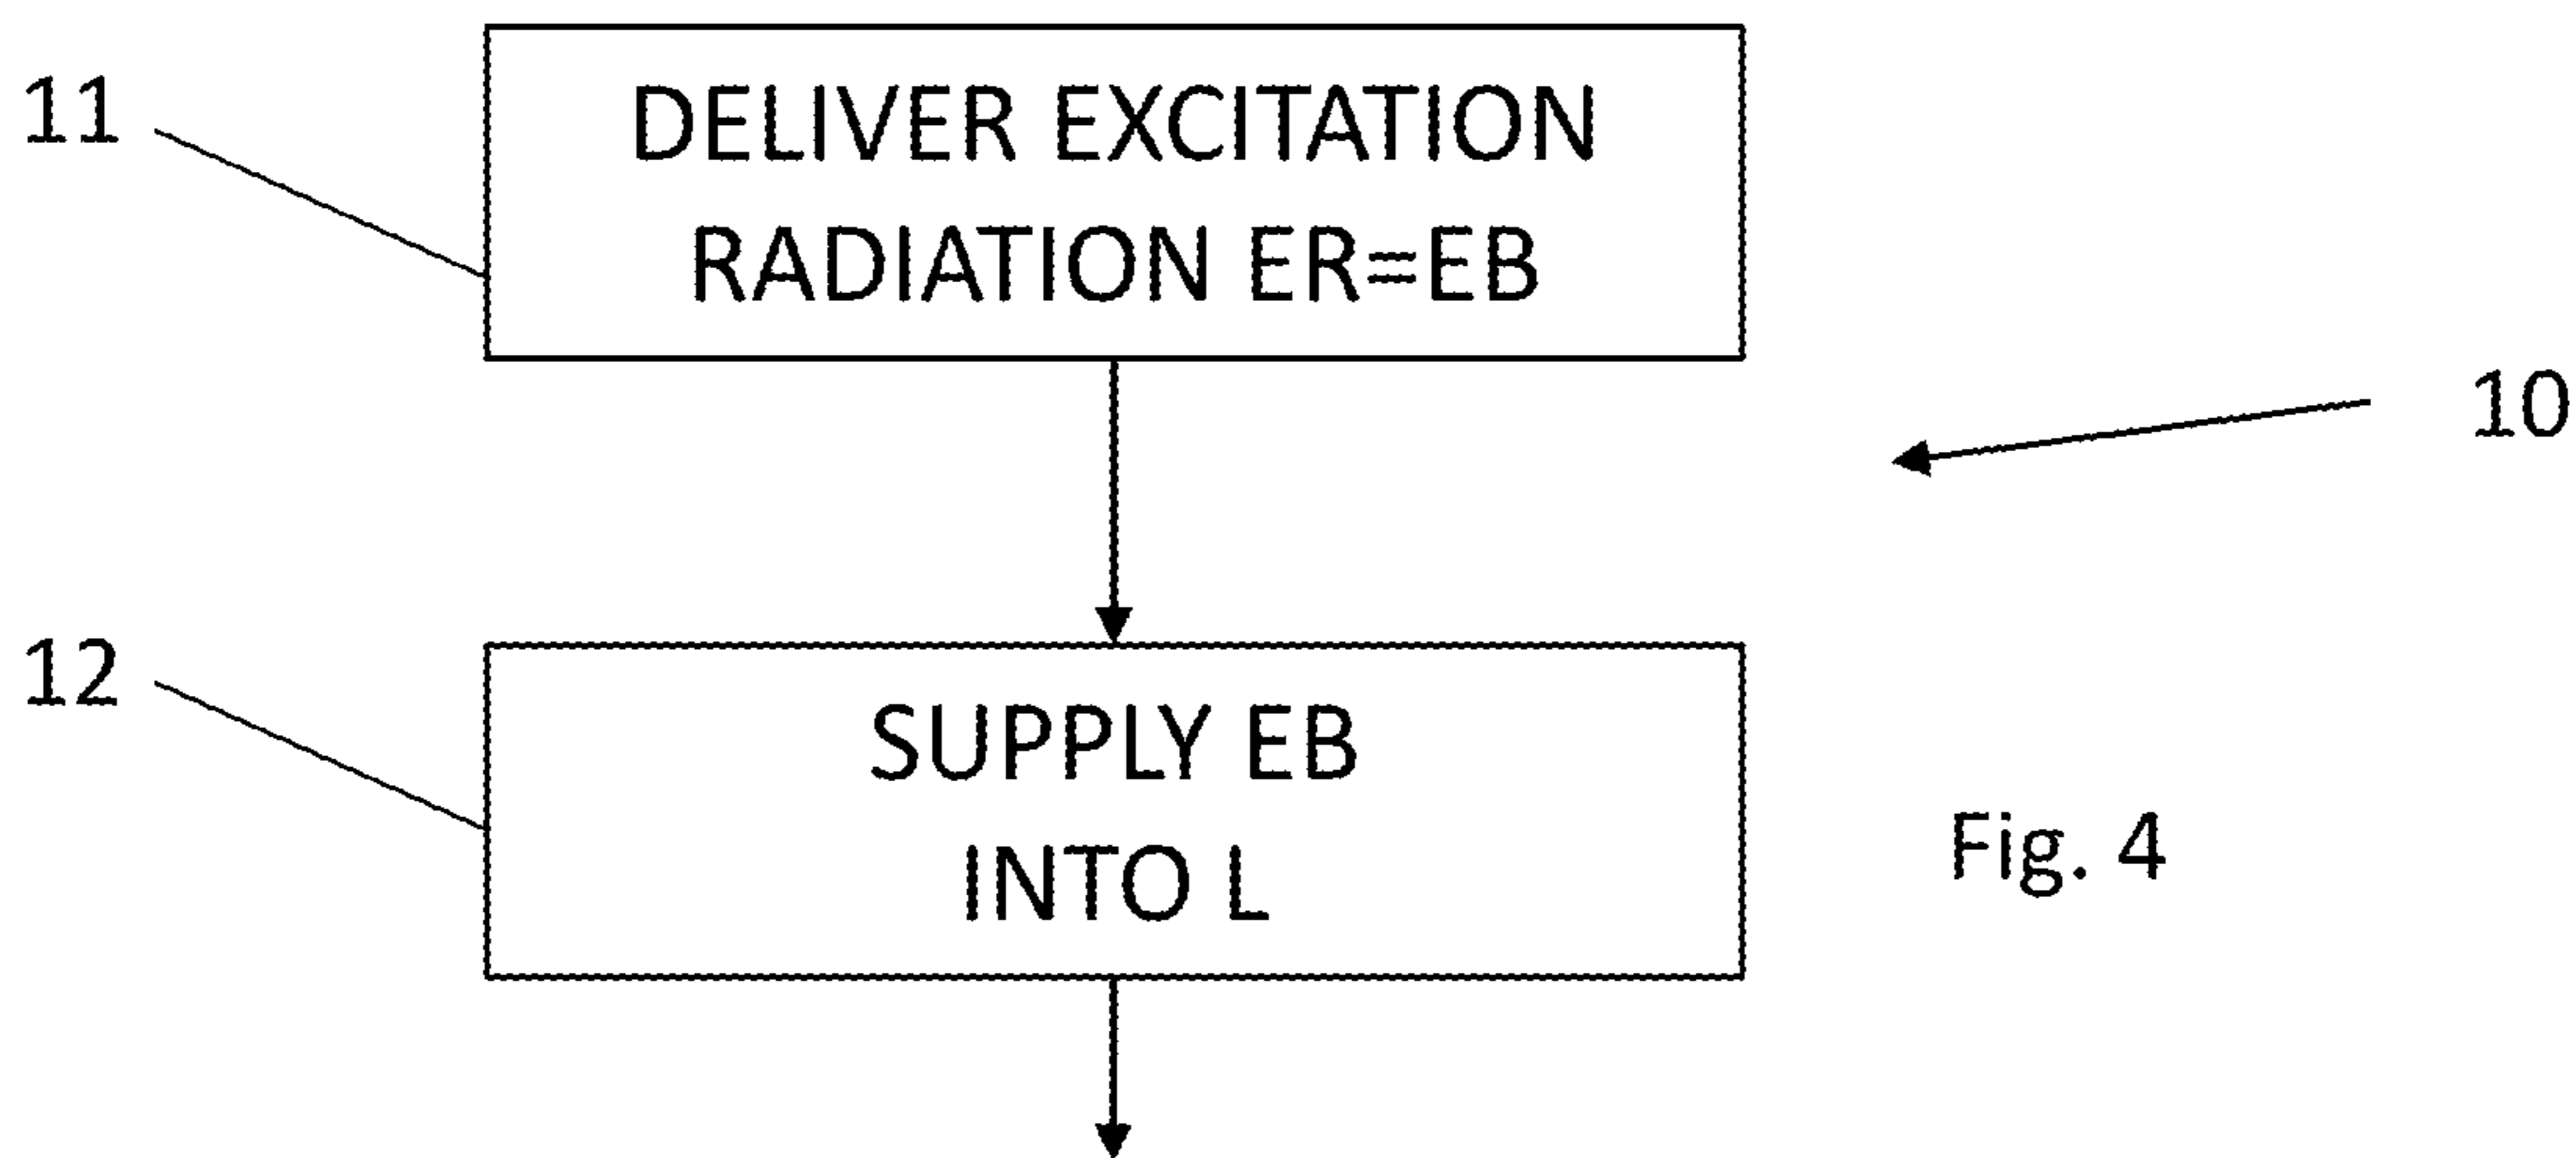 11
DELIVER EXCITATION
RADIATION ER=EB
10
12
SUPPLY EB
INTO L
Fig. 4